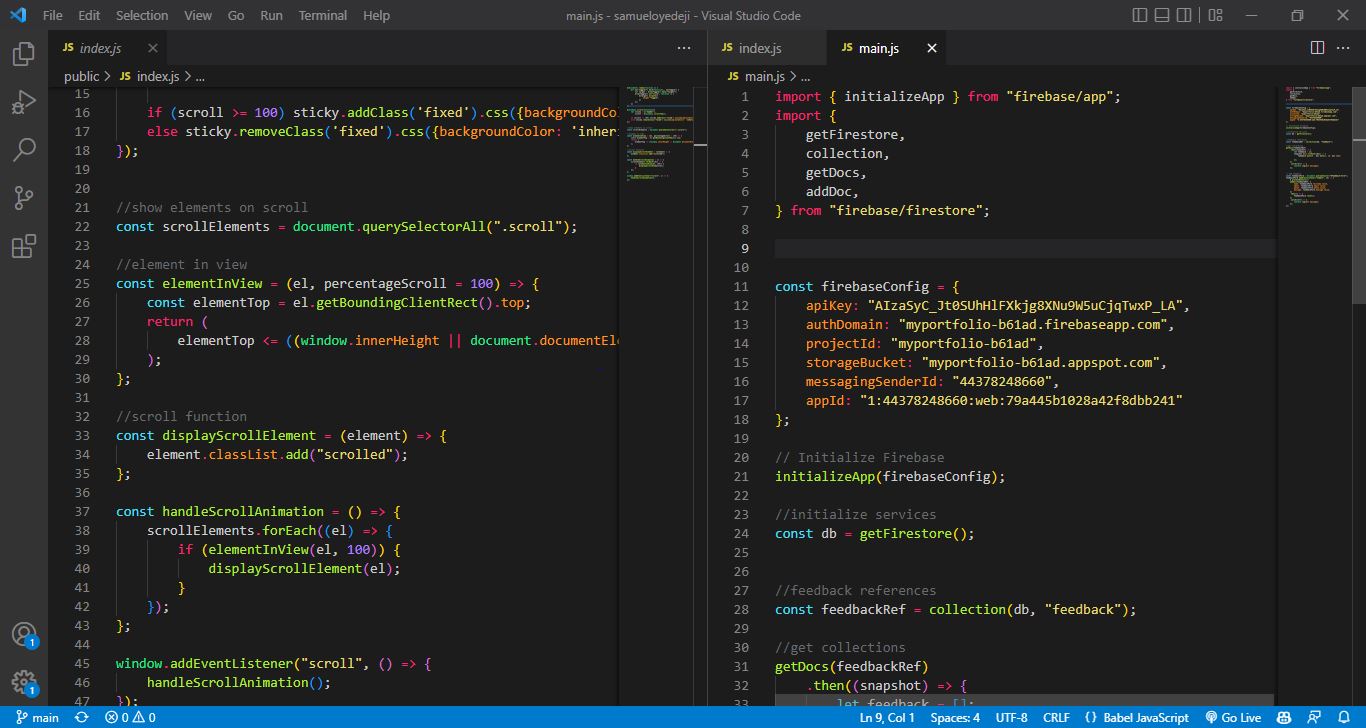 File Edit Selection View Go Run Terminal Help main.js - samueloyedeji - Visual Studio Code
JS index.js
public > JS index.js > ...
15
16 if (scroll >= 100) sticky.addClass('fixed').css({backgroundCo
17 else sticky.removeClass('fixed').css({backgroundColor: 'inher
18 });
19
20
21 //show elements on scroll
22 const scrollElements = document.querySelectorAll(".scroll");
23
24 //element in view
25 const elementInView = (el, percentageScroll = 100) => {
26 const elementTop = el.getBoundingClientRect().top;
27 return (
28 elementTop <= ((window.innerHeight || document.documentEl
29 );
30 };
31
32 //scroll function
33 const displayScrollElement = (element) => {
34 element.classList.add("scrolled");
35 };
36
37 const handleScrollAnimation = () => {
38 scrollElements.forEach((el) => {
39 if (elementInView(el, 100)) {
40 displayScrollElement(el);
41 }
42 });
43 };
44
45 window.addEventListener("scroll", () => {
46 handleScrollAnimation();
47 });
JS index.js JS main.js
JS main.js > ...
1 import { initializeApp } from "firebase/app";
2 import {
3 getFirestore,
4 collection,
5 getDocs,
6 addDoc,
7 } from "firebase/firestore";
8
9
10
11 const firebaseConfig = {
12 apiKey: "AIzaSyC_Jt0SUhHlFXkjg8XNu9W5uCjqTwxP_LA",
13 authDomain: "myportfolio-b61ad.firebaseapp.com",
14 projectId: "myportfolio-b61ad",
15 storageBucket: "myportfolio-b61ad.appspot.com",
16 messagingSenderId: "44378248660",
17 appId: "1:44378248660:web:79a445b1028a42f8dbb241"
18 };
19
20 // Initialize Firebase
21 initializeApp(firebaseConfig);
22
23 //initialize services
24 const db = getFirestore();
25
26
27 //feedback references
28 const feedbackRef = collection(db, "feedback");
29
30 //get collections
31 getDocs(feedbackRef)
32 .then((snapshot) => {
33 let feedback = [];
main 0 0 Ln 9, Col 1 Spaces: 4 UTF-8 CRLF {} Babel JavaScript Go Live
1
1